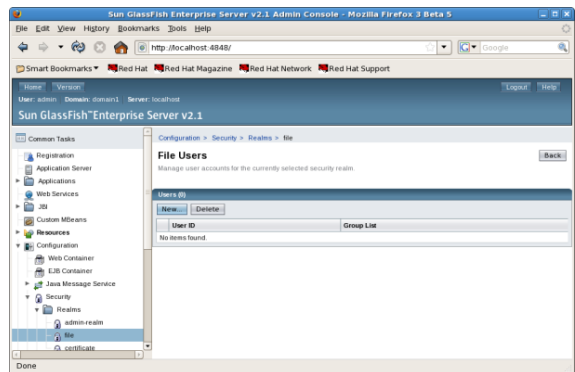 Sun GlassFish Enterprise Server v2.1 Admin Console - Mozilla Firefox 3 Beta 5
File Edit View History Bookmarks Tools Help
http://localhost:4848/
Google
Smart Bookmarks Red Hat Red Hat Magazine Red Hat Network Red Hat Support
Home Version Logout Help
User: admin Domain: domain1 Server: localhost
Sun GlassFish™ Enterprise Server v2.1
Common Tasks
Registration
Application Server
Applications
Web Services
JBI
Custom MBeans
Resources
Configuration
Web Container
EJB Container
Java Message Service
Security
Realms
admin-realm
file
certificate
Configuration > Security > Realms > file
File Users
Back
Manage user accounts for the currently selected security realm
Users (0)
New... Delete
User ID Group List
No items found.
Done